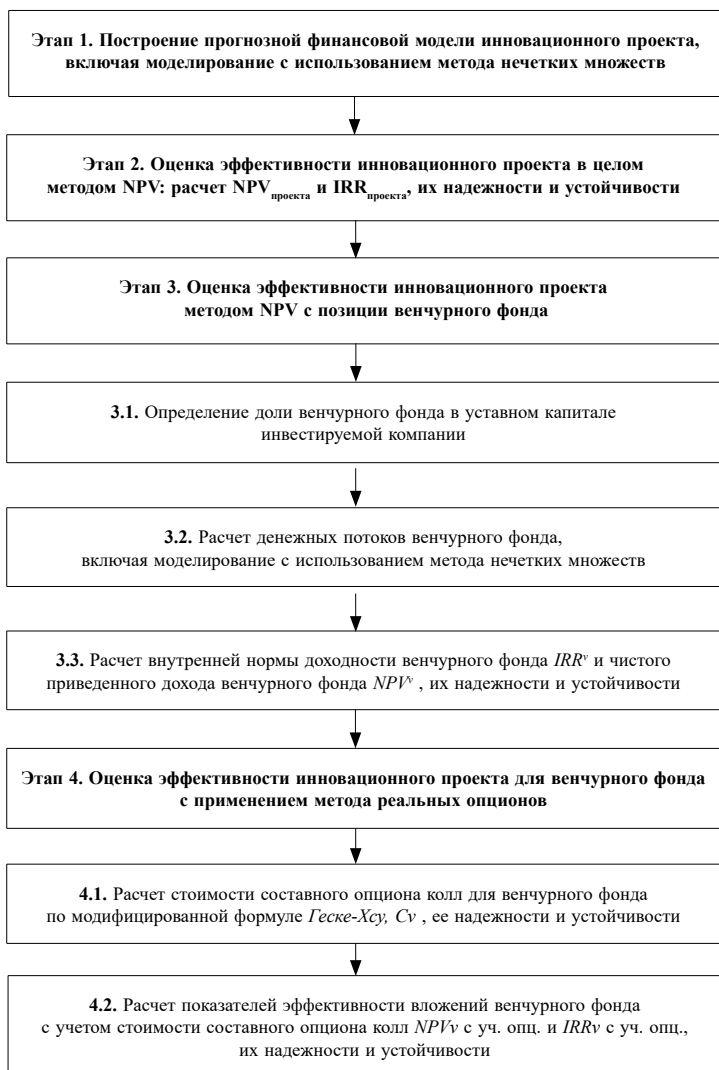 Этап 1. Построение прогнозной финансовой модели инновационного проекта,
включая моделирование с использованием метода нечетких множеств
Этап 2. Оценка эффективности инновационного проекта в целом
методом NPV: расчет NPVпроекта и IRRпроекта, их надежности и устойчивости
Этап 3. Оценка эффективности инновационного проекта
методом NPV с позиции венчурного фонда
3.1. Определение доли венчурного фонда в уставном капитале
инвестируемой компании
3.2. Расчет денежных потоков венчурного фонда,
включая моделирование с использованием метода нечетких множеств
3.3. Расчет внутренней нормы доходности венчурного фонда IRRᵛ и чистого
приведенного дохода венчурного фонда NPVᵛ , их надежности и устойчивости
Этап 4. Оценка эффективности инновационного проекта для венчурного фонда
с применением метода реальных опционов
4.1. Расчет стоимости составного опциона колл для венчурного фонда
по модифицированной формуле Геске-Хсу, Cv , ее надежности и устойчивости
4.2. Расчет показателей эффективности вложений венчурного фонда
с учетом стоимости составного опциона колл NPVv с уч. опц. и IRRv с уч. опц.,
их надежности и устойчивости